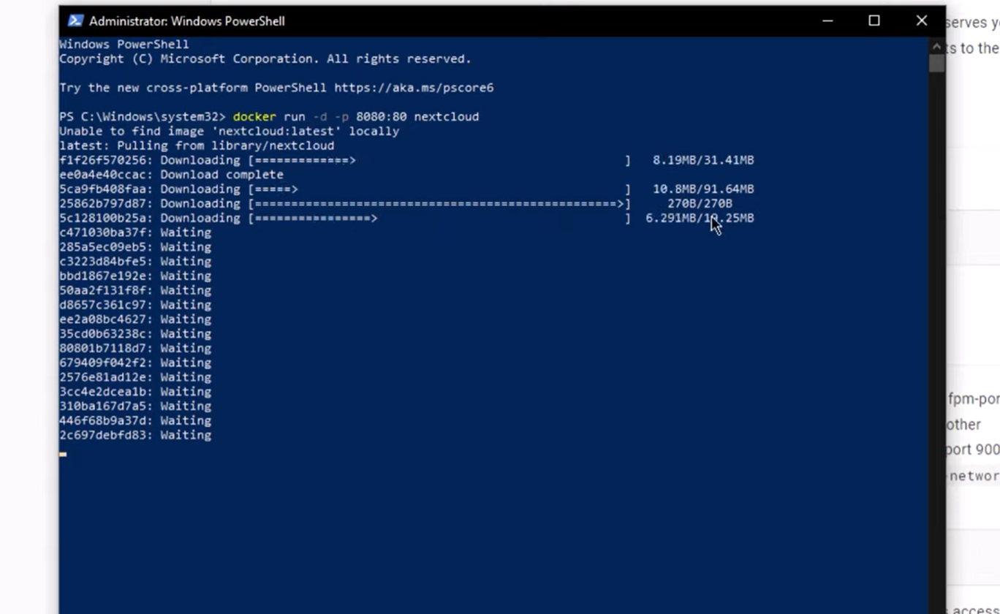 Administrator: Windows PowerShell
Windows PowerShell
Copyright (C) Microsoft Corporation. All rights reserved.
Try the new cross-platform PowerShell https://aka.ms/pscore6
PS C:\Windows\system32> docker run -d -p 8080:80 nextcloud
Unable to find image 'nextcloud:latest' locally
latest: Pulling from library/nextcloud
f1f26f570256: Downloading [=============>                                     ]   8.19MB/31.41MB
ee0a4e40ccac: Download complete
5ca9fb408faa: Downloading [=====>                                             ]   10.8MB/91.64MB
25862b797d87: Downloading [==================================================>]     270B/270B
5c128100b25a: Downloading [================>                                  ]  6.291MB/
c471030ba37f: Waiting
285a5ec09eb5: Waiting
c3223d84bfe5: Waiting
bbd1867e192e: Waiting
50aa2f131f8f: Waiting
d8657c361c97: Waiting
ee2a08bc4627: Waiting
35cd0b63238c: Waiting
80801b7118d7: Waiting
679409f042f2: Waiting
2576e81ad12e: Waiting
3cc4e2dcea1b: Waiting
310ba167d7a5: Waiting
446f68b9a37d: Waiting
2c697debfd83: Waiting
serves y
ts to the
fpm-por
other
port 900
networ
access